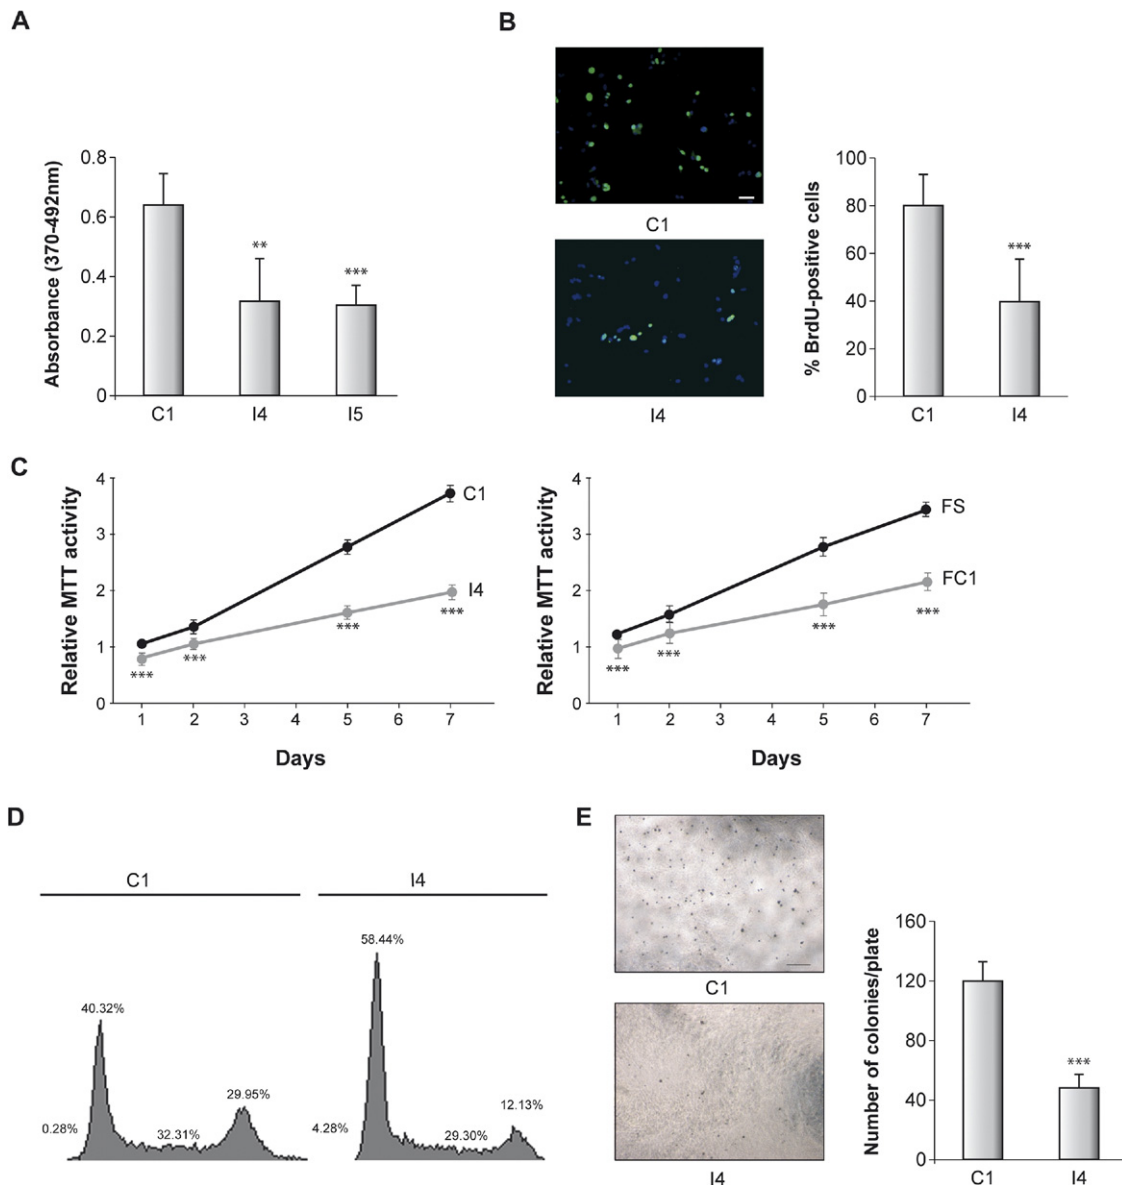 A
Absorbance (370-492nm)
0.8
0.6
0.4
0.2
0
**
***
C1 I4 I5
B
C1
I4
% BrdU-positive cells
100
80
60
40
20
0
***
C1 I4
C
Relative MTT activity
4
3
2
1
0
C1
I4
*** *** *** ***
1 2 3 4 5 6 7
Days
Relative MTT activity
4
3
2
1
0
FS
FC1
*** *** *** ***
1 2 3 4 5 6 7
Days
D
C1
40.32%
29.95%
0.28%
32.31%
I4
58.44%
12.13%
4.28%
29.30%
E
C1
I4
Number of colonies/plate
160
120
80
40
0
***
C1 I4